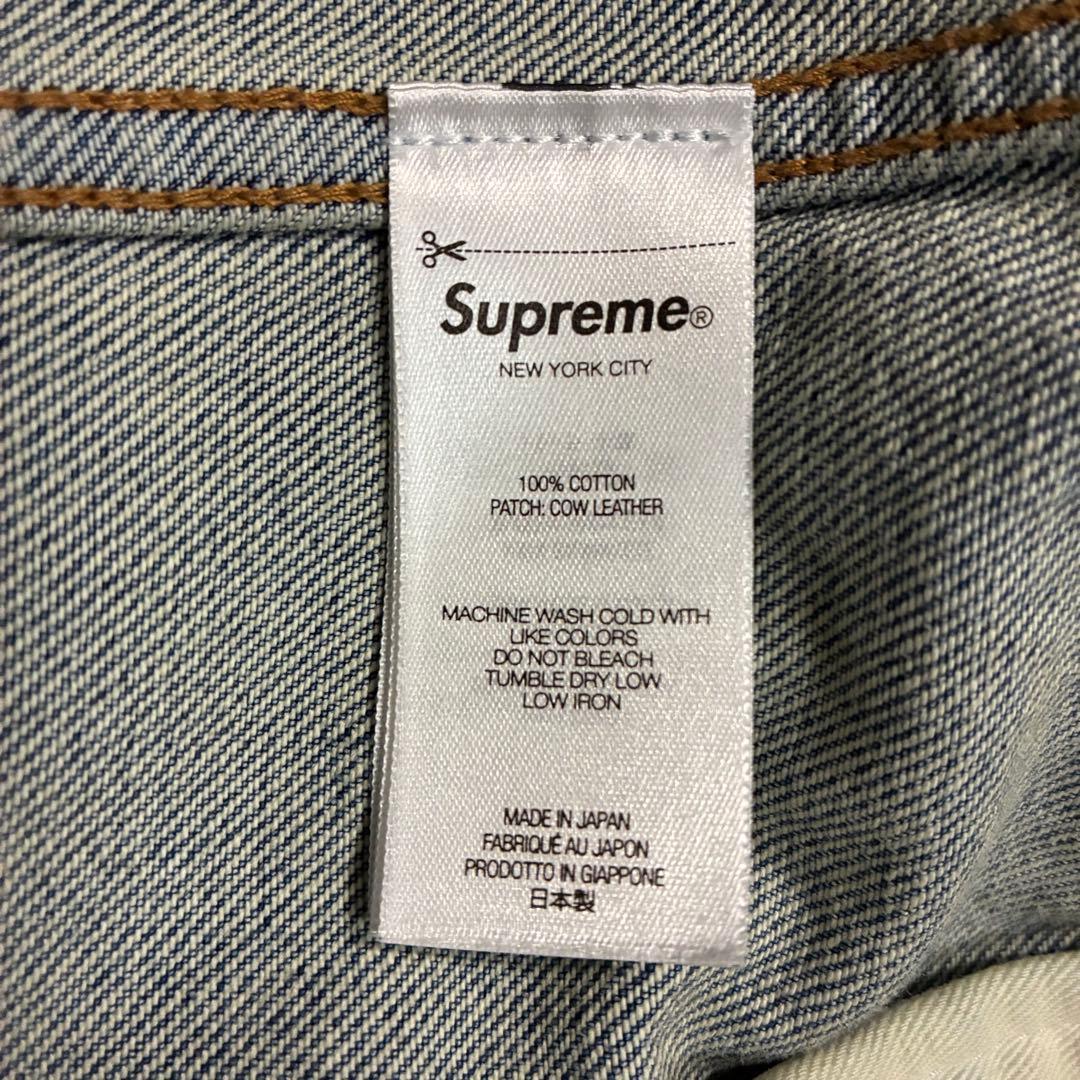 Supreme®
NEW YORK CITY
100% COTTON
PATCH: COW LEATHER
MACHINE WASH COLD WITH
LIKE COLORS
DO NOT BLEACH
TUMBLE DRY LOW
LOW IRON
MADE IN JAPAN
FABRIQUÉ AU JAPON
PRODOTTO IN GIAPPONE
日本製